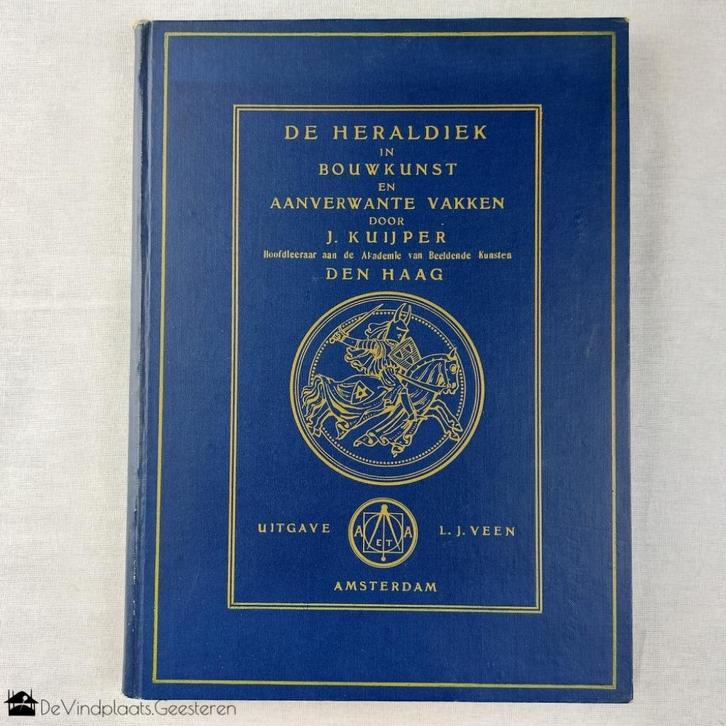 DE HERALDIEK
IN
BOUWKUNST
EN
AANVERWANTE VAKKEN
DOOR
J. KUIJPER
Hoofdleeraar aan de Akademie van Beeldende Kunsten
DEN HAAG
UITGAVE
A ET A
L. J. VEEN
AMSTERDAM
DeVindplaats.Geesteren